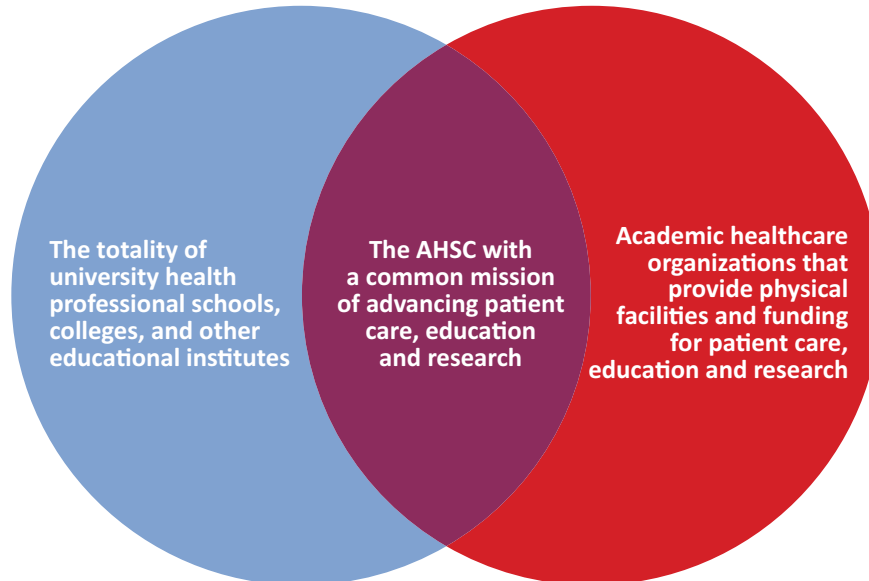 The totality of
university health
professional schools,
colleges, and other
educational institutes
The AHSC with
a common mission
of advancing patient
care, education
and research
Academic healthcare
organizations that
provide physical
facilities and funding
for patient care,
education and research